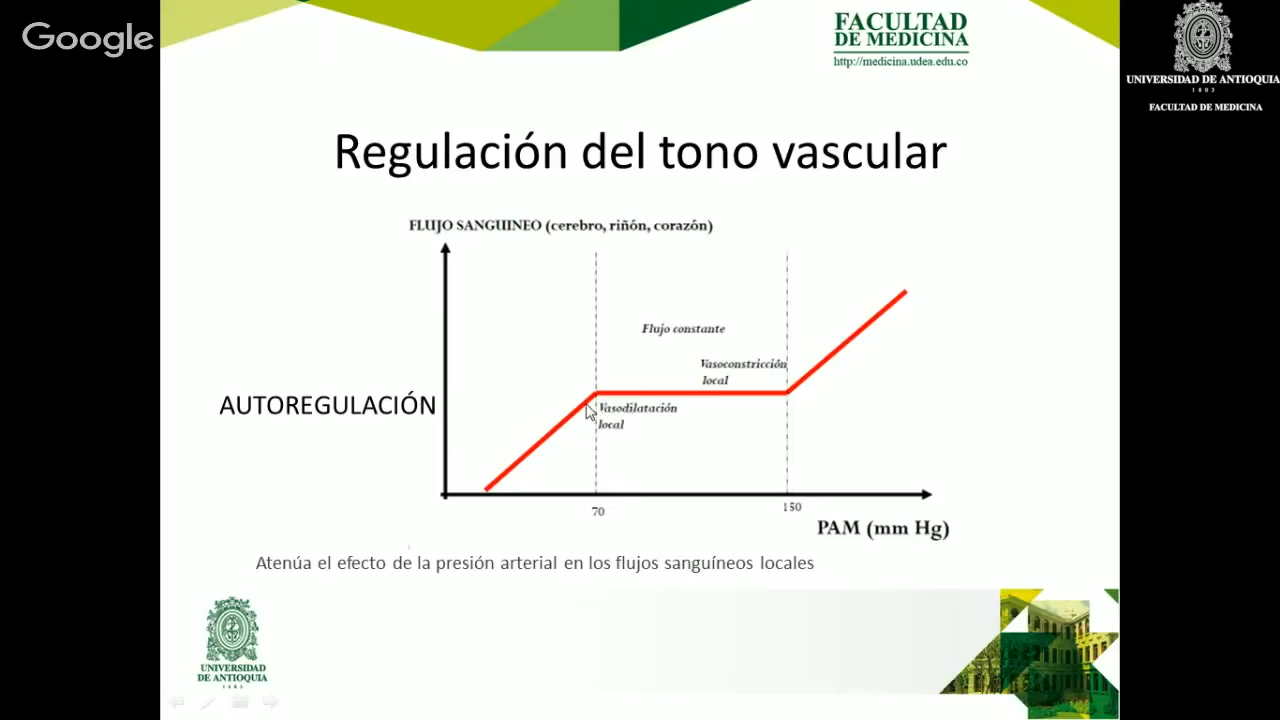 Google
FACULTAD
DE MEDICINA
http://medicina.udea.edu.co
UNIVERSIDAD DE ANTIOQUIA
1803
FACULTAD DE MEDICINA
Regulación del tono vascular
FLUJO SANGUINEO (cerebro, riñón, corazón)
Flujo constante
Vasoconstricción
local
AUTOREGULACIÓN
Vasodilatación
local
70
150
PAM (mm Hg)
Atenúa el efecto de la presión arterial en los flujos sanguíneos locales
UNIVERSIDAD
DE ANTIOQUIA
1803